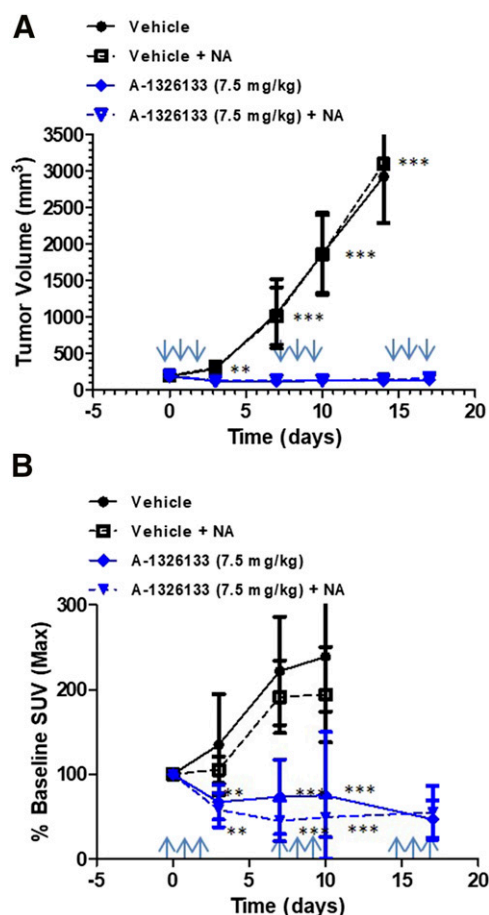 A
Vehicle
Vehicle + NA
A-1326133 (7.5 mg/kg)
A-1326133 (7.5 mg/kg) + NA
Tumor Volume (mm³)
3500
3000
2500
2000
1500
1000
500
0
***
***
***
**
-5 0 5 10 15 20
Time (days)
B
Vehicle
Vehicle + NA
A-1326133 (7.5 mg/kg)
A-1326133 (7.5 mg/kg) + NA
% Baseline SUV (Max)
300
200
100
0
** *** ***
** *** ***
-5 0 5 10 15 20
Time (days)